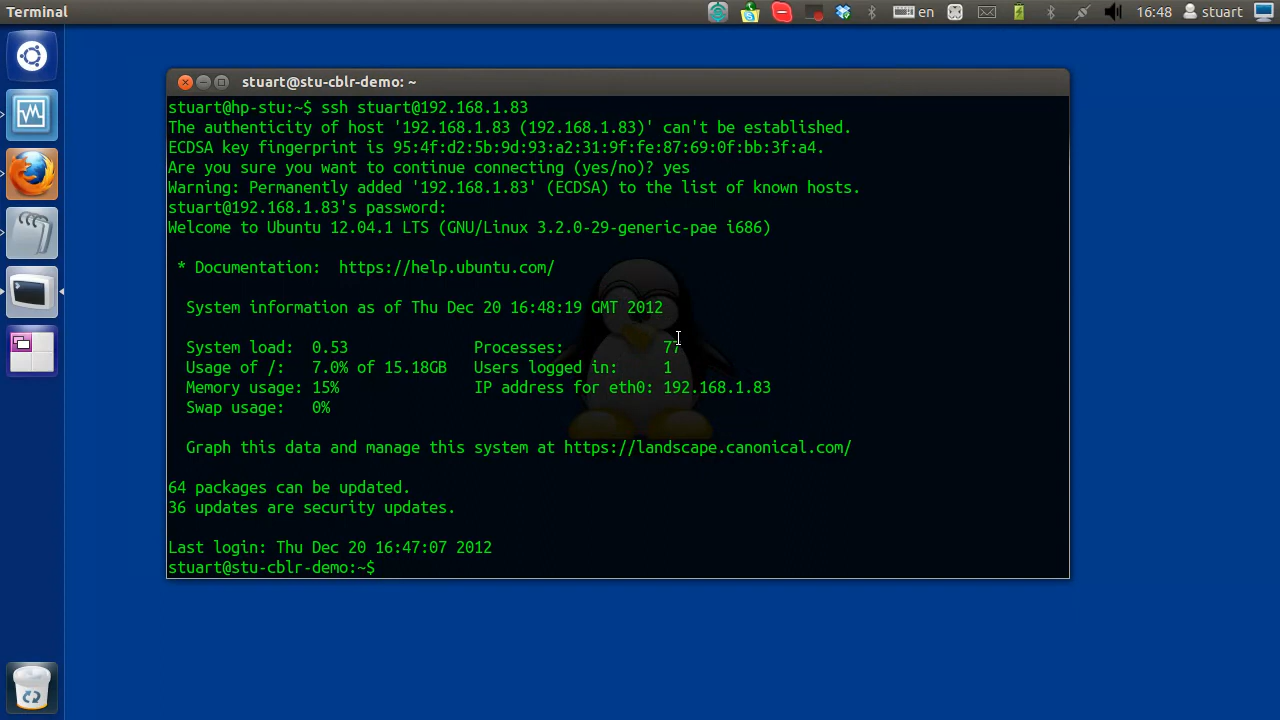 Terminal
en
16:48
stuart
stuart@stu-cblr-demo: ~
stuart@hp-stu:~$ ssh stuart@192.168.1.83
The authenticity of host '192.168.1.83 (192.168.1.83)' can't be established.
ECDSA key fingerprint is 95:4f:d2:5b:9d:93:a2:31:9f:fe:87:69:0f:bb:3f:a4.
Are you sure you want to continue connecting (yes/no)? yes
Warning: Permanently added '192.168.1.83' (ECDSA) to the list of known hosts.
stuart@192.168.1.83's password:
Welcome to Ubuntu 12.04.1 LTS (GNU/Linux 3.2.0-29-generic-pae i686)
* Documentation:  https://help.ubuntu.com/
System information as of Thu Dec 20 16:48:19 GMT 2012
System load:  0.53              Processes:           77
Usage of /:   7.0% of 15.18GB   Users logged in:     1
Memory usage: 15%               IP address for eth0: 192.168.1.83
Swap usage:   0%
Graph this data and manage this system at https://landscape.canonical.com/
64 packages can be updated.
36 updates are security updates.
Last login: Thu Dec 20 16:47:07 2012
stuart@stu-cblr-demo:~$